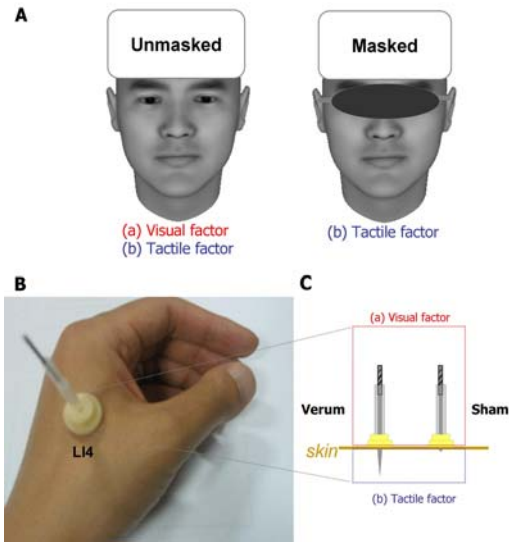 A
Unmasked
Masked
(a) Visual factor
(b) Tactile factor
(b) Tactile factor
B
LI4
C
(a) Visual factor
Verum
Sham
skin
(b) Tactile factor